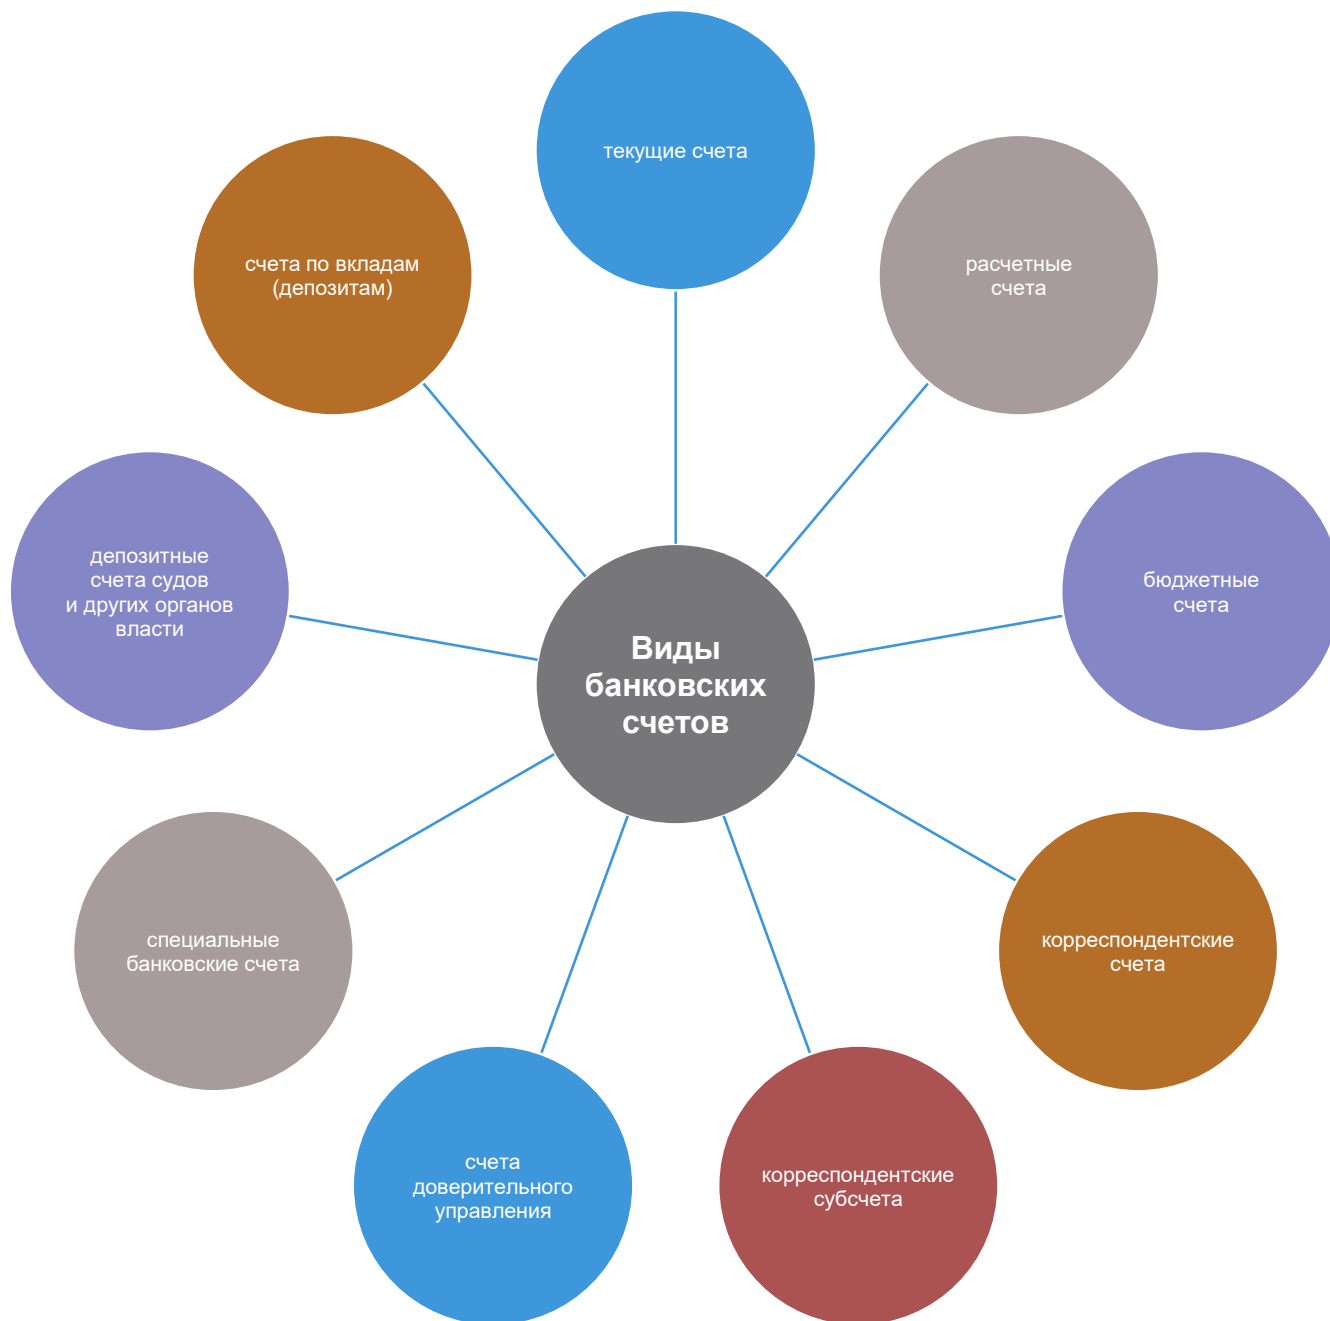 текущие счета
расчетные
счета
бюджетные
счета
корреспондентские
счета
корреспондентские
субсчета
счета
доверительного
управления
специальные
банковские счета
депозитные
счета судов
и других органов
власти
счета по вкладам
(депозитам)
Виды
банковских
счетов